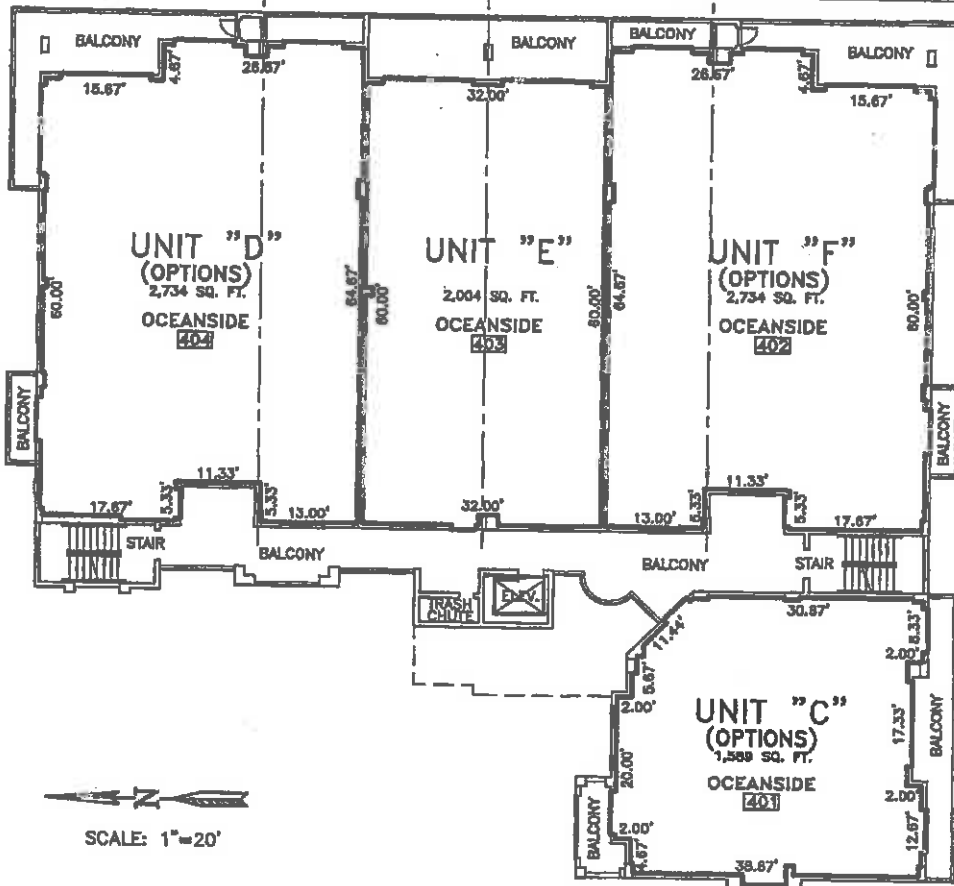 BALCONY
BALCONY
BALCONY
BALCONY
4.67'
26.67'
26.67'
4.67'
15.67'
32.00'
15.67'
UNIT "D"
(OPTIONS)
2,734 SQ. FT.
OCEANSIDE
404
60.00'
64.67'
60.00'
UNIT "E"
2,004 SQ. FT.
OCEANSIDE
403
60.00'
64.67'
UNIT "F"
(OPTIONS)
2,734 SQ. FT.
OCEANSIDE
402
60.00'
BALCONY
BALCONY
11.33'
5.33'
5.33'
17.67'
13.00'
32.00'
13.00'
11.33'
5.33'
5.33'
17.67'
STAIR
BALCONY
BALCONY
STAIR
TRASH
CHUTE
ELEV.
30.67'
11.44'
5.33'
2.00'
5.67'
2.00'
UNIT "C"
(OPTIONS)
1,589 SQ. FT.
OCEANSIDE
401
17.33'
BALCONY
20.00'
2.00'
2.00'
12.67'
BALCONY
4.67'
38.67'
N
SCALE: 1"=20'